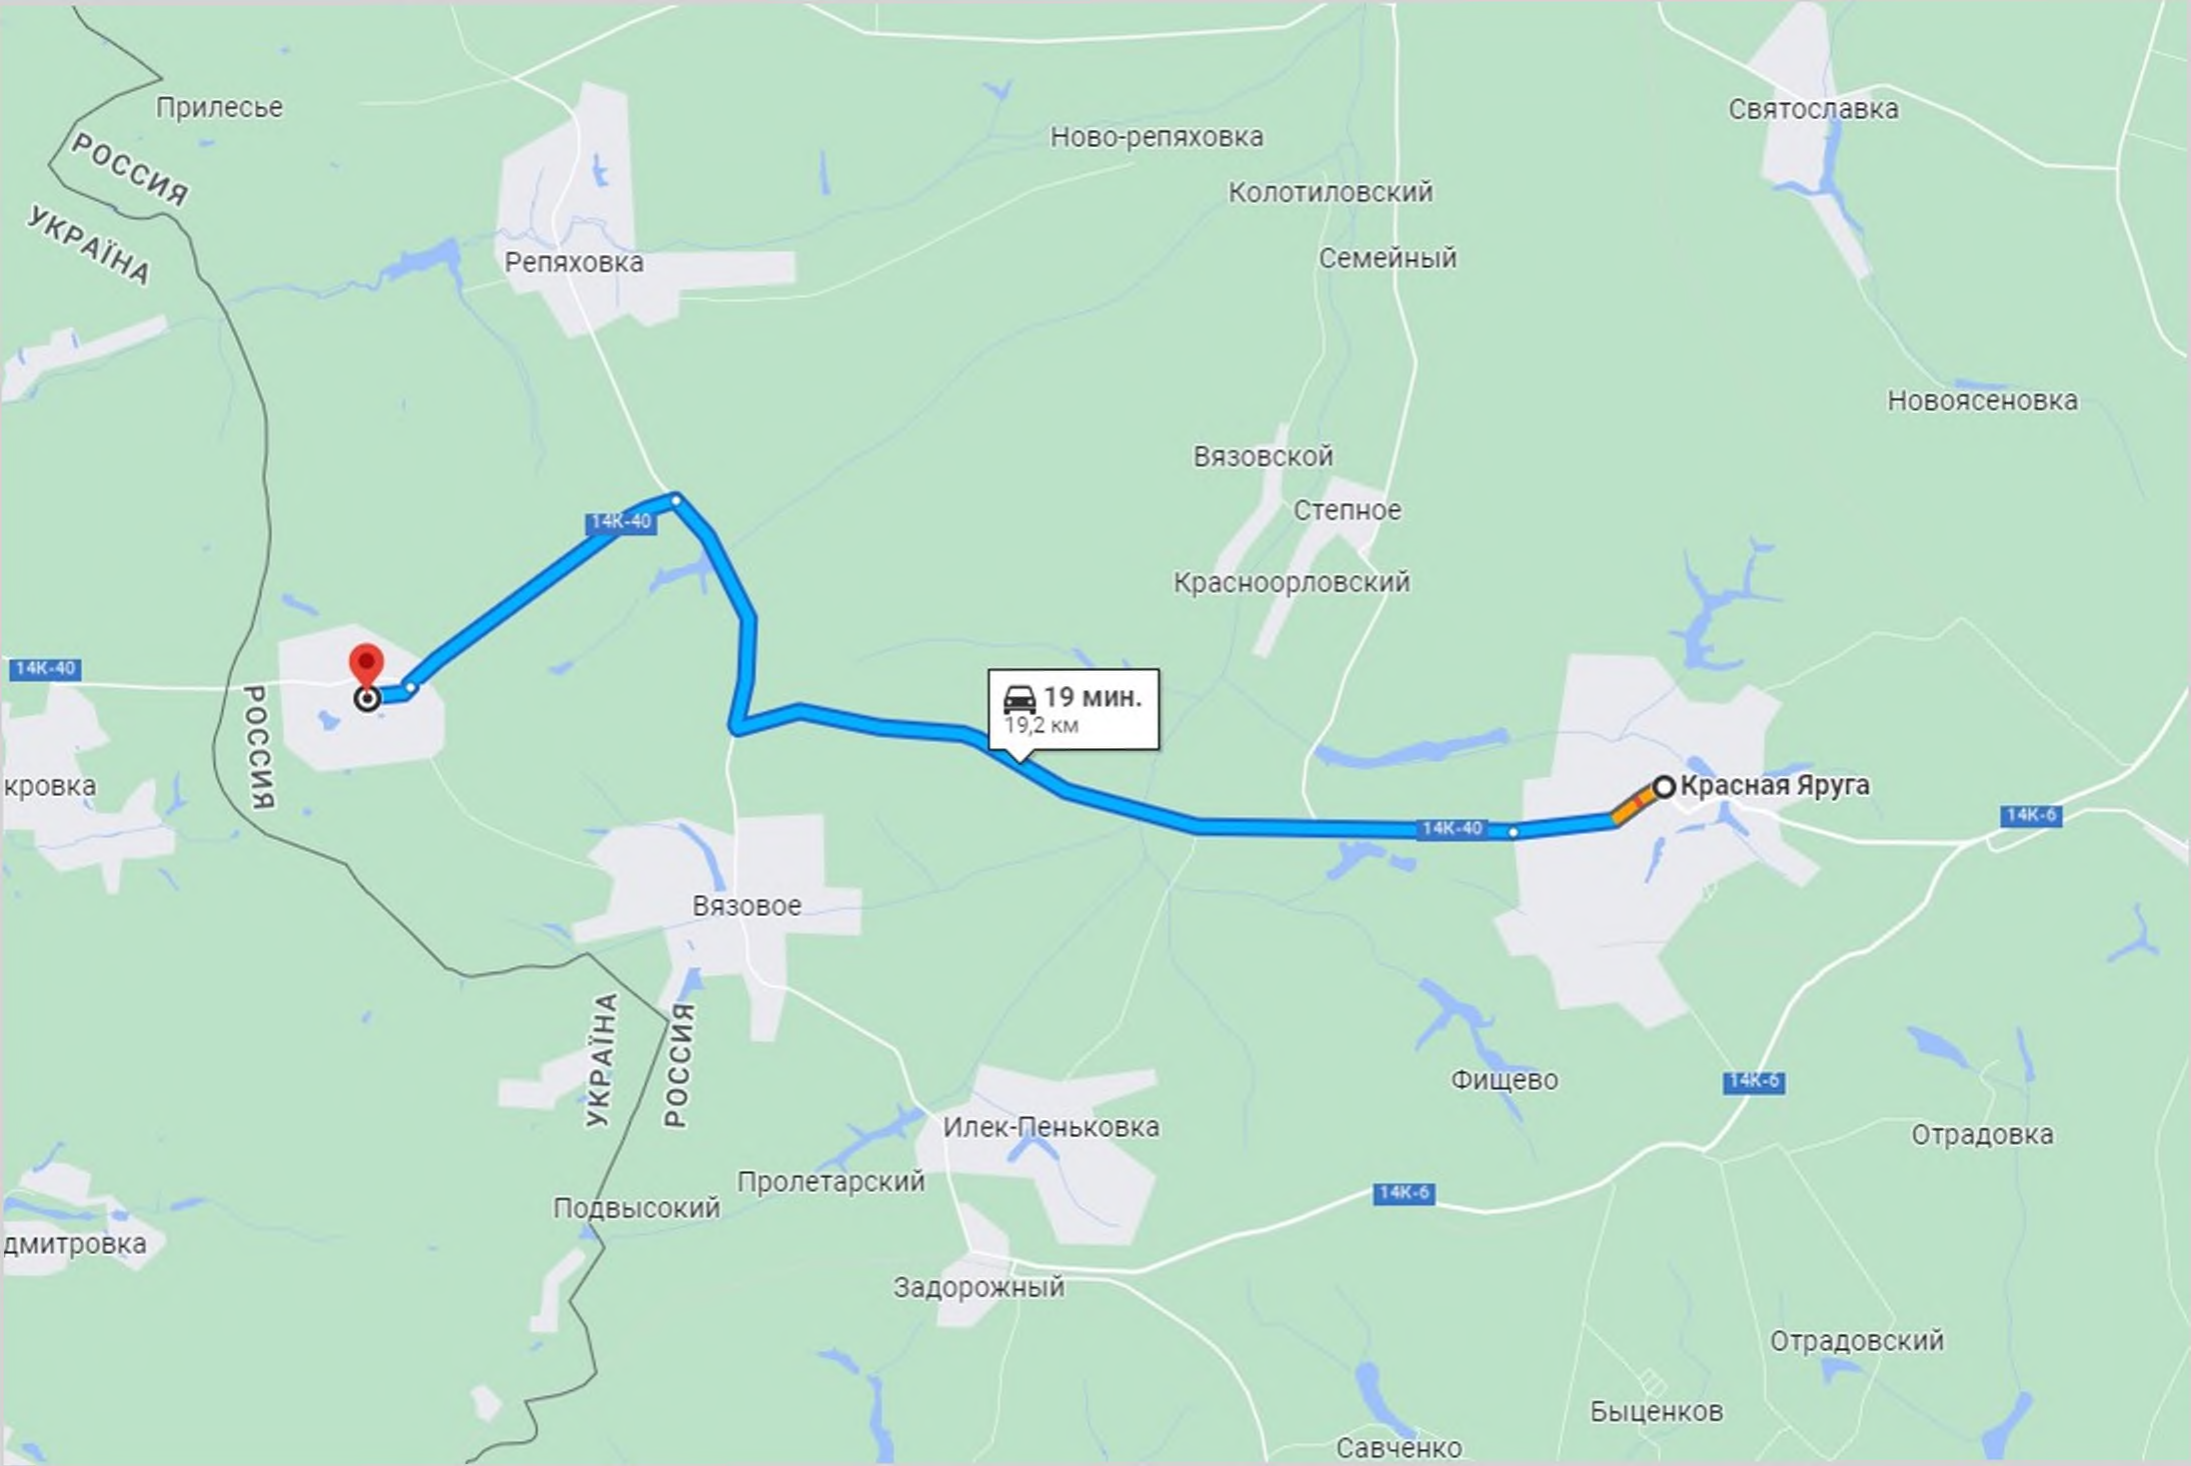 Прилесье
Святославка
Ново-репяховка
РОССИЯ
УКРАЇНА
Колотиловский
Репяховка
Семейный
Новоясеновка
Вязовской
Степное
14К-40
Красноорловский
14К-40
РОССИЯ
19 мин.
19,2 км
кровка
Красная Яруга
14К-6
14К-40
Вязовое
УКРАЇНА
РОССИЯ
Фищево
14К-6
Илек-Пеньковка
Отрадовка
Пролетарский
14К-6
Подвысокий
дмитровка
Задорожный
Отрадовский
Быценков
Савченко